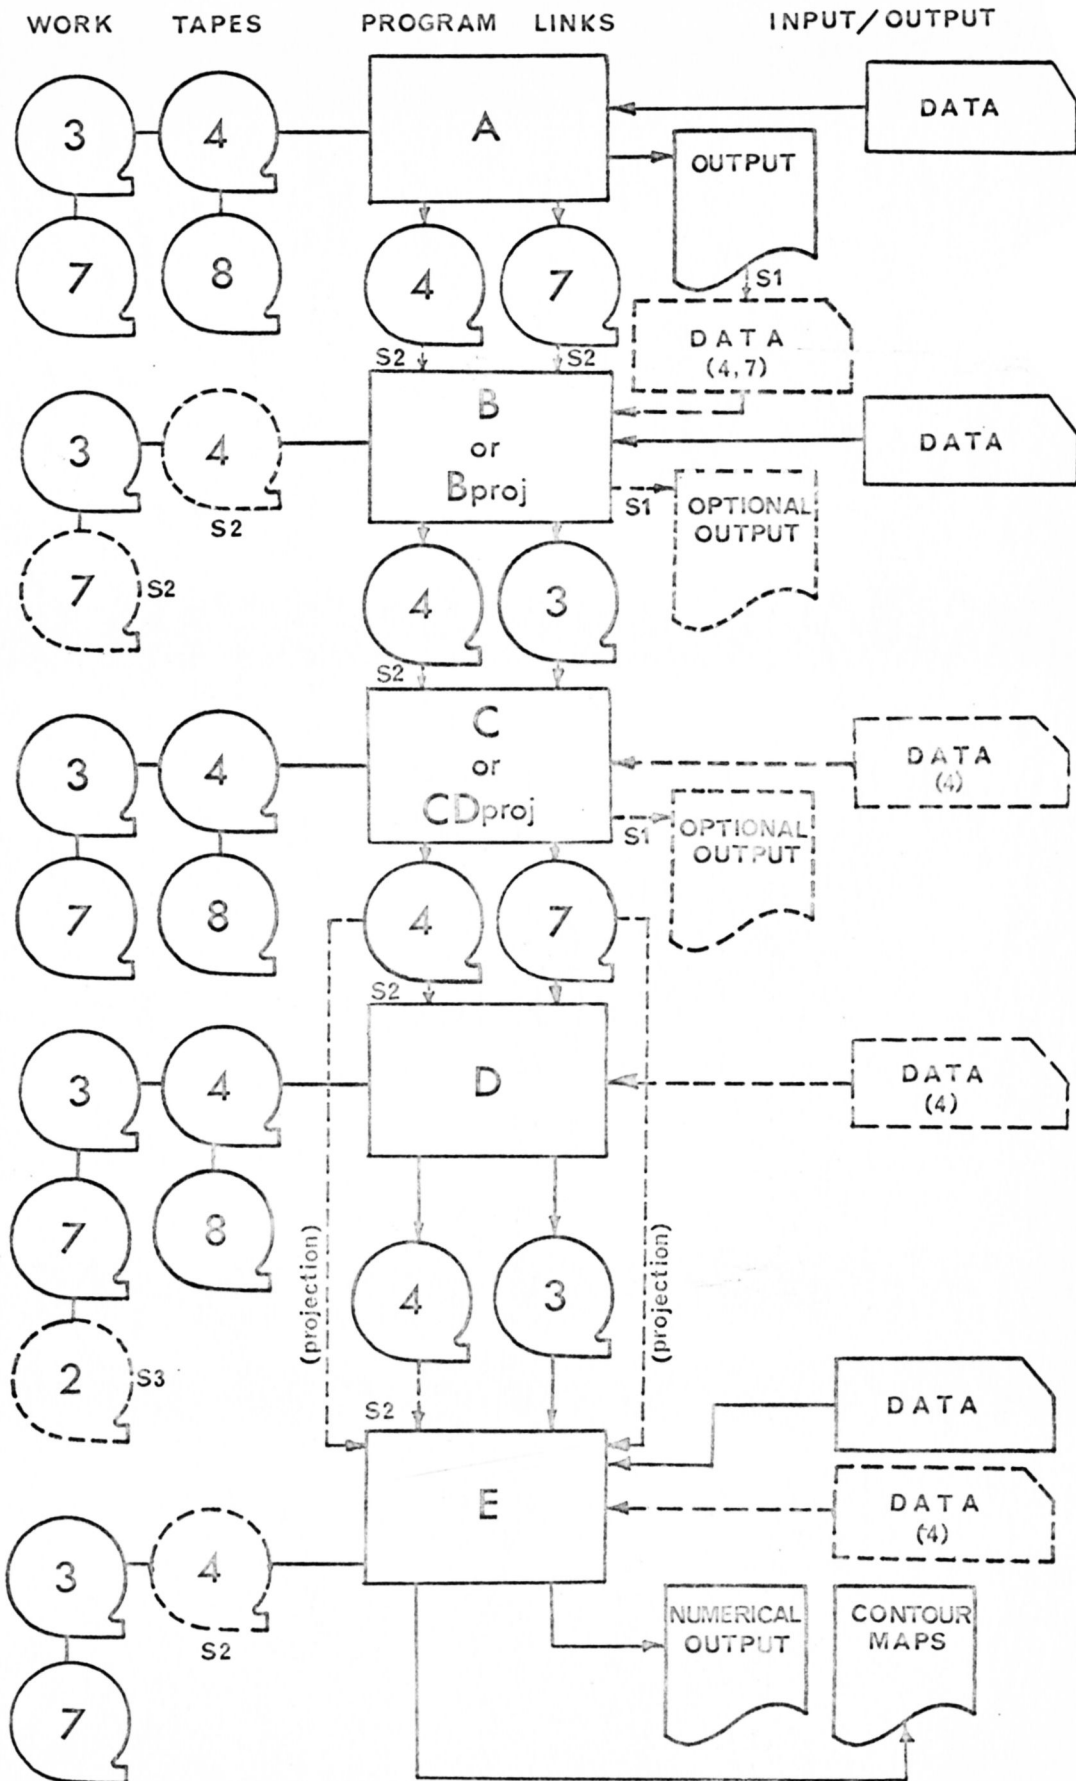 WORK TAPES PROGRAM LINKS INPUT/OUTPUT
3 4 A DATA
OUTPUT
7 8 4 7
S1
S2 S2
DATA
(4,7)
3 4 B
or
Bproj DATA
S2
S1 OPTIONAL
OUTPUT
7 S2
4 3
S2
3 4 C
or
CDproj DATA
(4)
S1 OPTIONAL
OUTPUT
7 8 4 7
S2
3 4 D DATA
(4)
7 8
(projection) (projection)
4 3
2 S3
S2
DATA
E DATA
(4)
3 4
S2
NUMERICAL
OUTPUT
CONTOUR
MAPS
7